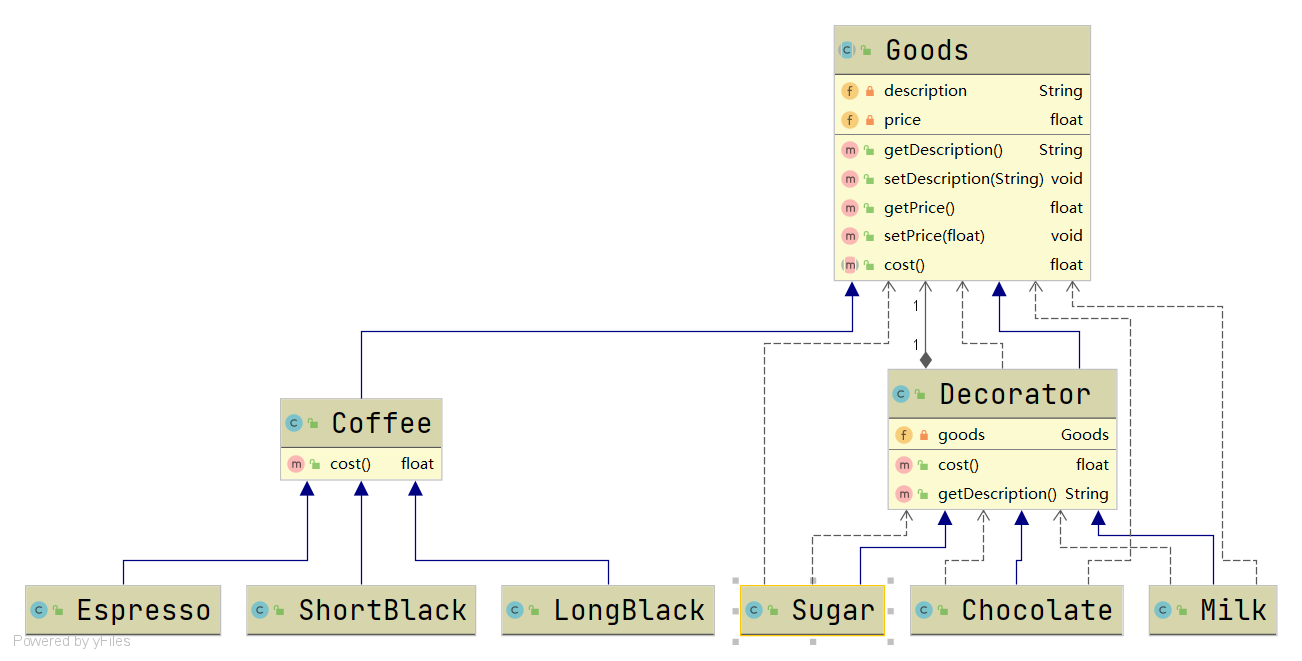 Goods
description String
price float
getDescription() String
setDescription(String) void
getPrice() float
setPrice(float) void
cost() float
1
1
Decorator
goods Goods
cost() float
getDescription() String
Coffee
cost() float
Espresso
ShortBlack
LongBlack
Sugar
Chocolate
Milk
Powered by yFiles